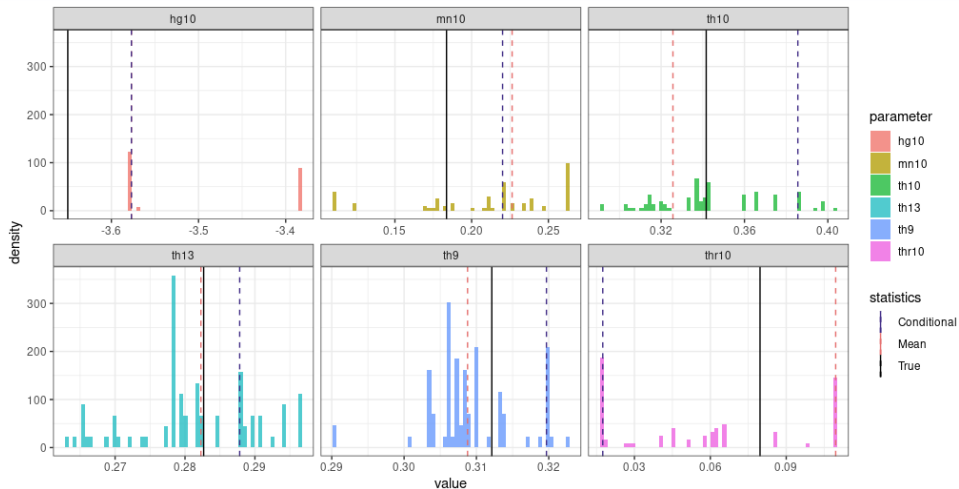 hg10 mn10 th10
300
200
100
0
-3.6 -3.5 -3.4 0.15 0.20 0.25 0.32 0.36 0.40
th13 th9 thr10
300
200
100
0
0.27 0.28 0.29 0.29 0.30 0.31 0.32 0.03 0.06 0.09
density
value
parameter
hg10
mn10
th10
th13
th9
thr10
statistics
Conditional
Mean
True